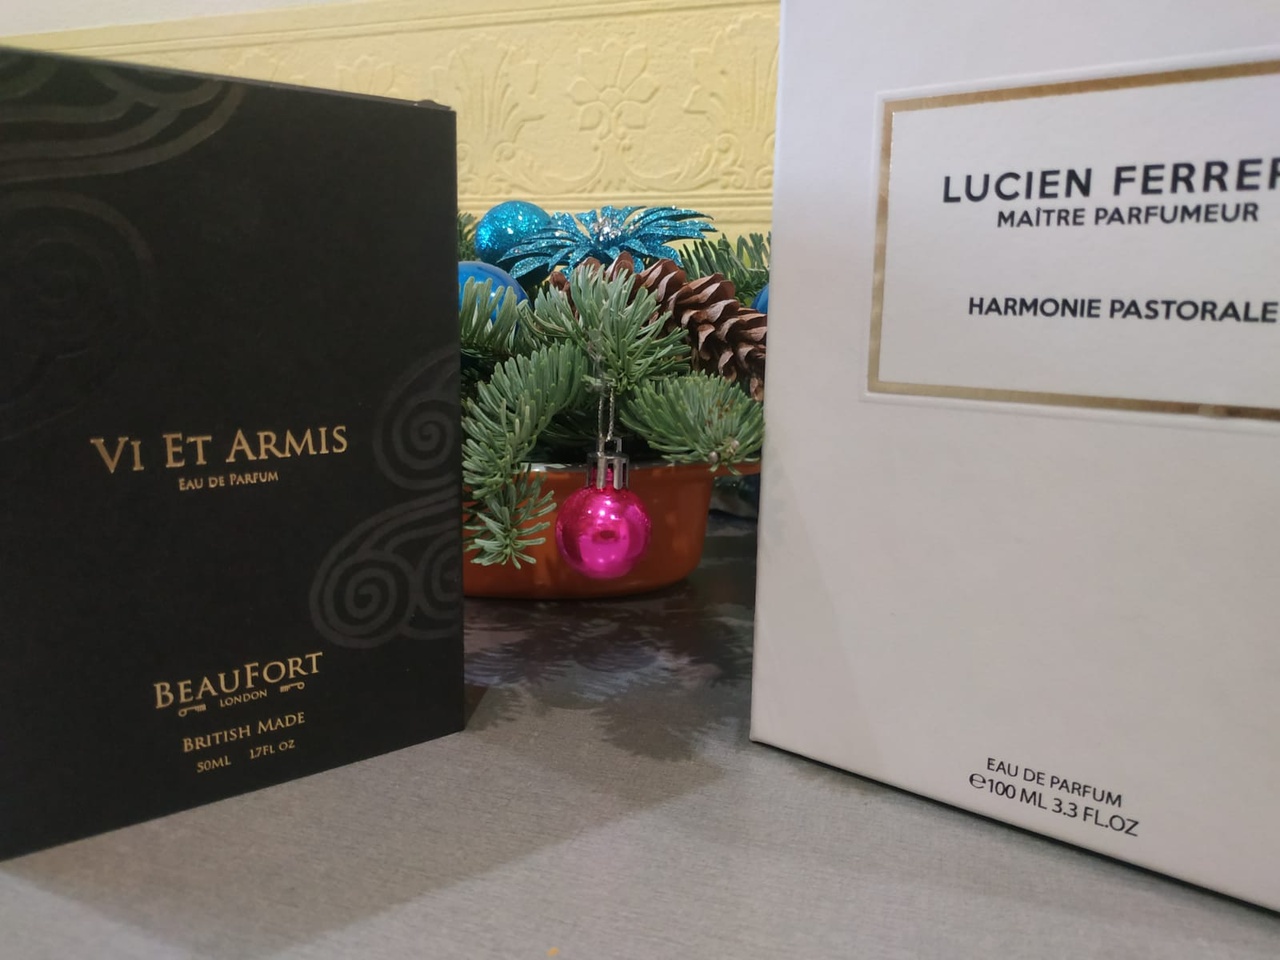 VI ET ARMIS
EAU DE PARFUM
BEAUFORT
LONDON
BRITISH MADE
50ML 1.7FL OZ
LUCIEN FERRER
MAÎTRE PARFUMEUR
HARMONIE PASTORALE
EAU DE PARFUM
℮100 ML 3.3 FL.OZ